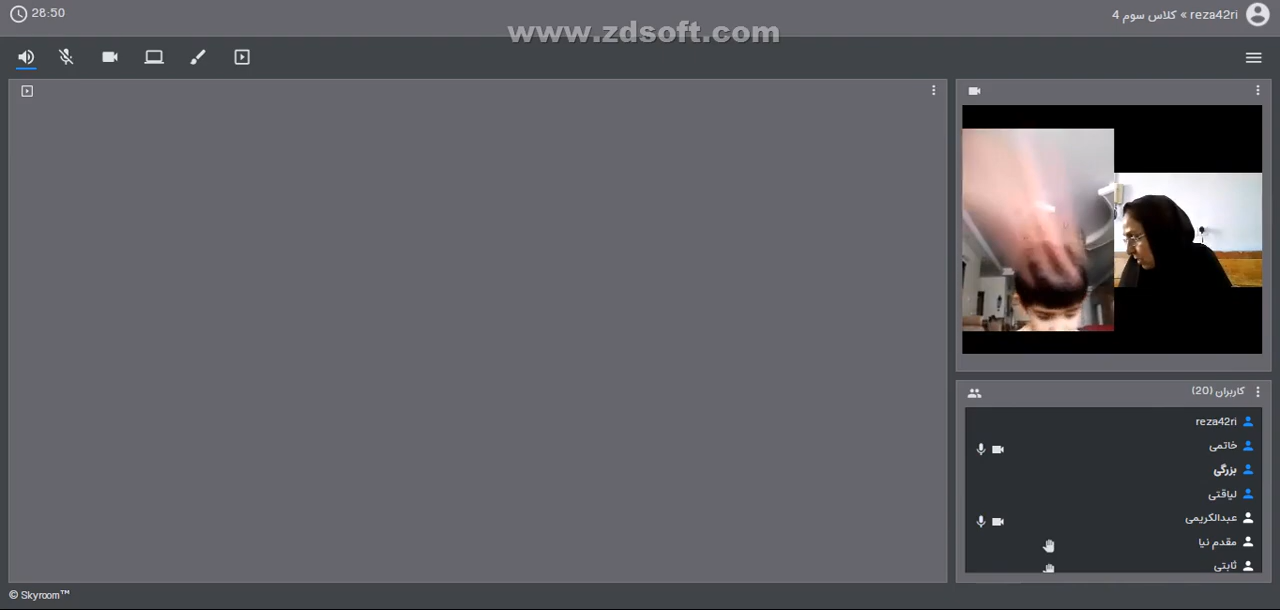 28:50
www.zdsoft.com
reza42ri » کلاس سوم 4
کاربران (20)
reza42ri
خاتمی
بزرگی
لیاقتی
عبدالکریمی
مقدم نیا
ثابتی
© Skyroom™